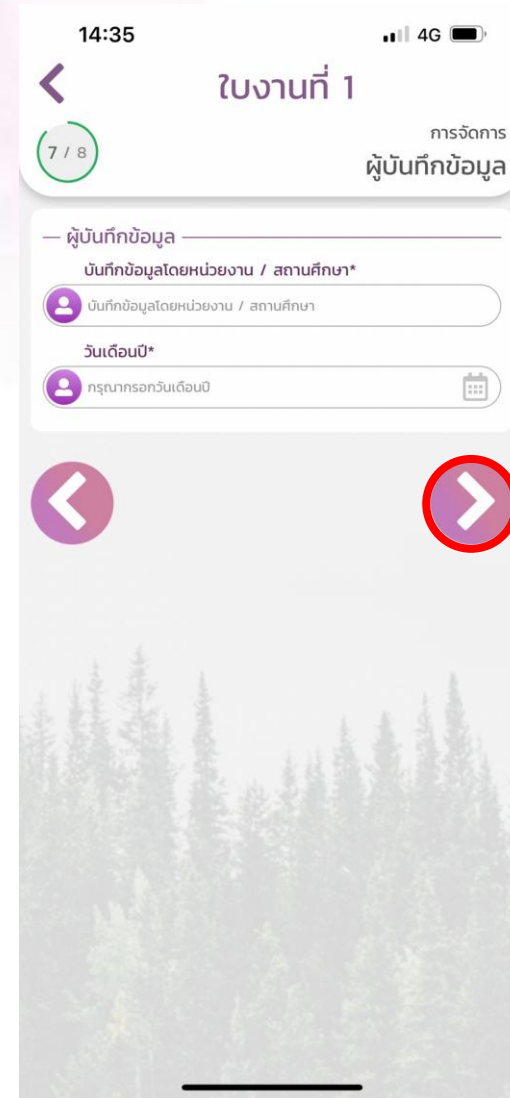 14:35
4G
ใบงานที่ 1
7 / 8
การจัดการ
ผู้บันทึกข้อมูล
ผู้บันทึกข้อมูล
บันทึกข้อมูลโดยหน่วยงาน / สถานศึกษา*
บันทึกข้อมูลโดยหน่วยงาน / สถานศึกษา
วันเดือนปี*
กรุณากรอกวันเดือนปี